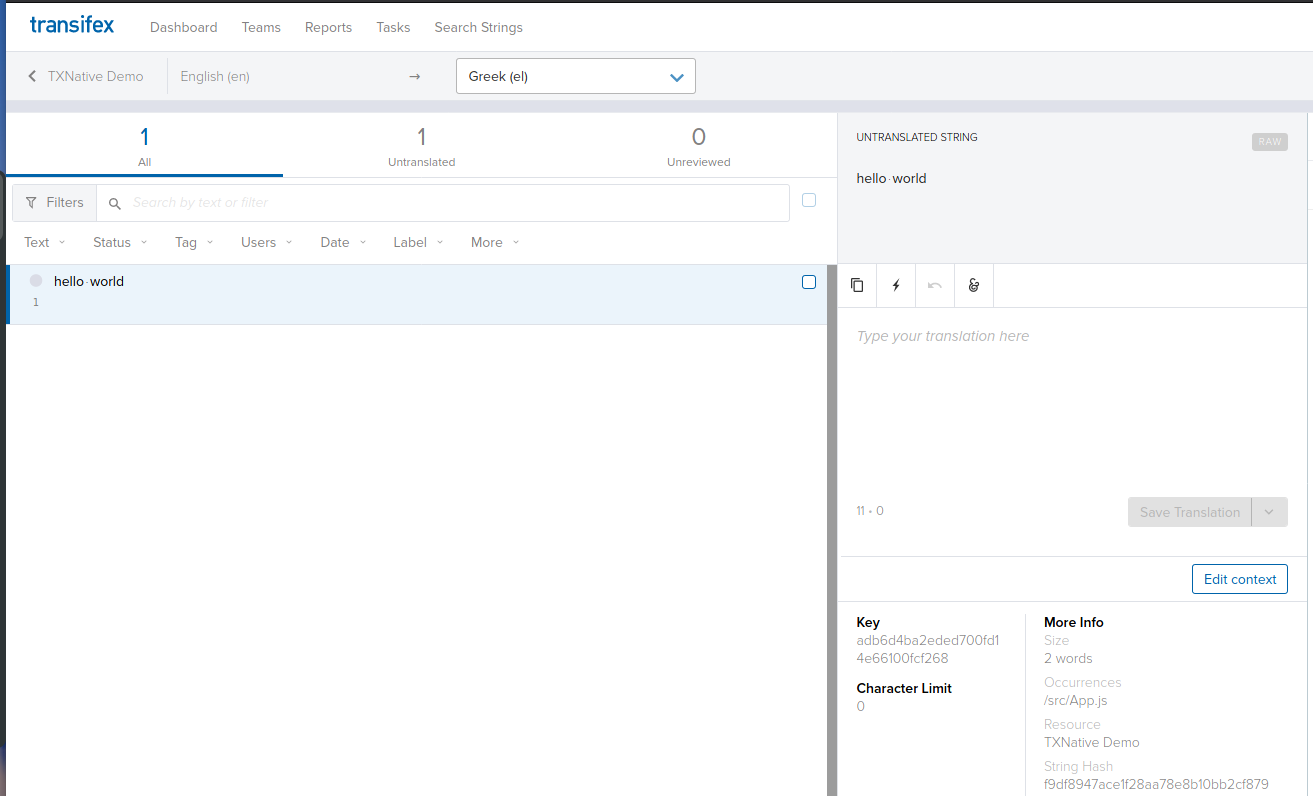 transifex Dashboard Teams Reports Tasks Search Strings
TXNative Demo English (en) → Greek (el)
1 1 0
All Untranslated Unreviewed
Filters Search by text or filter
Text Status Tag Users Date Label More
hello·world
1
UNTRANSLATED STRING RAW
hello·world
Type your translation here
11 • 0 Save Translation
Edit context
Key
adb6d4ba2eded700fd1
4e66100fcf268
Character Limit
0
More Info
Size
2 words
Occurrences
/src/App.js
Resource
TXNative Demo
String Hash
f9df8947ace1f28aa78e8b10bb2cf879